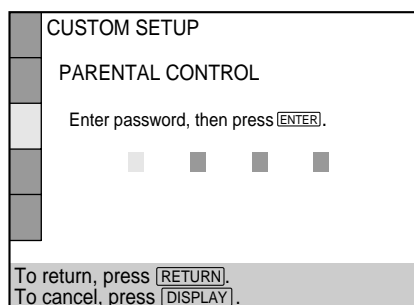 CUSTOM SETUP
PARENTAL CONTROL
Enter password, then press ENTER.
To return, press RETURN.
To cancel, press DISPLAY.